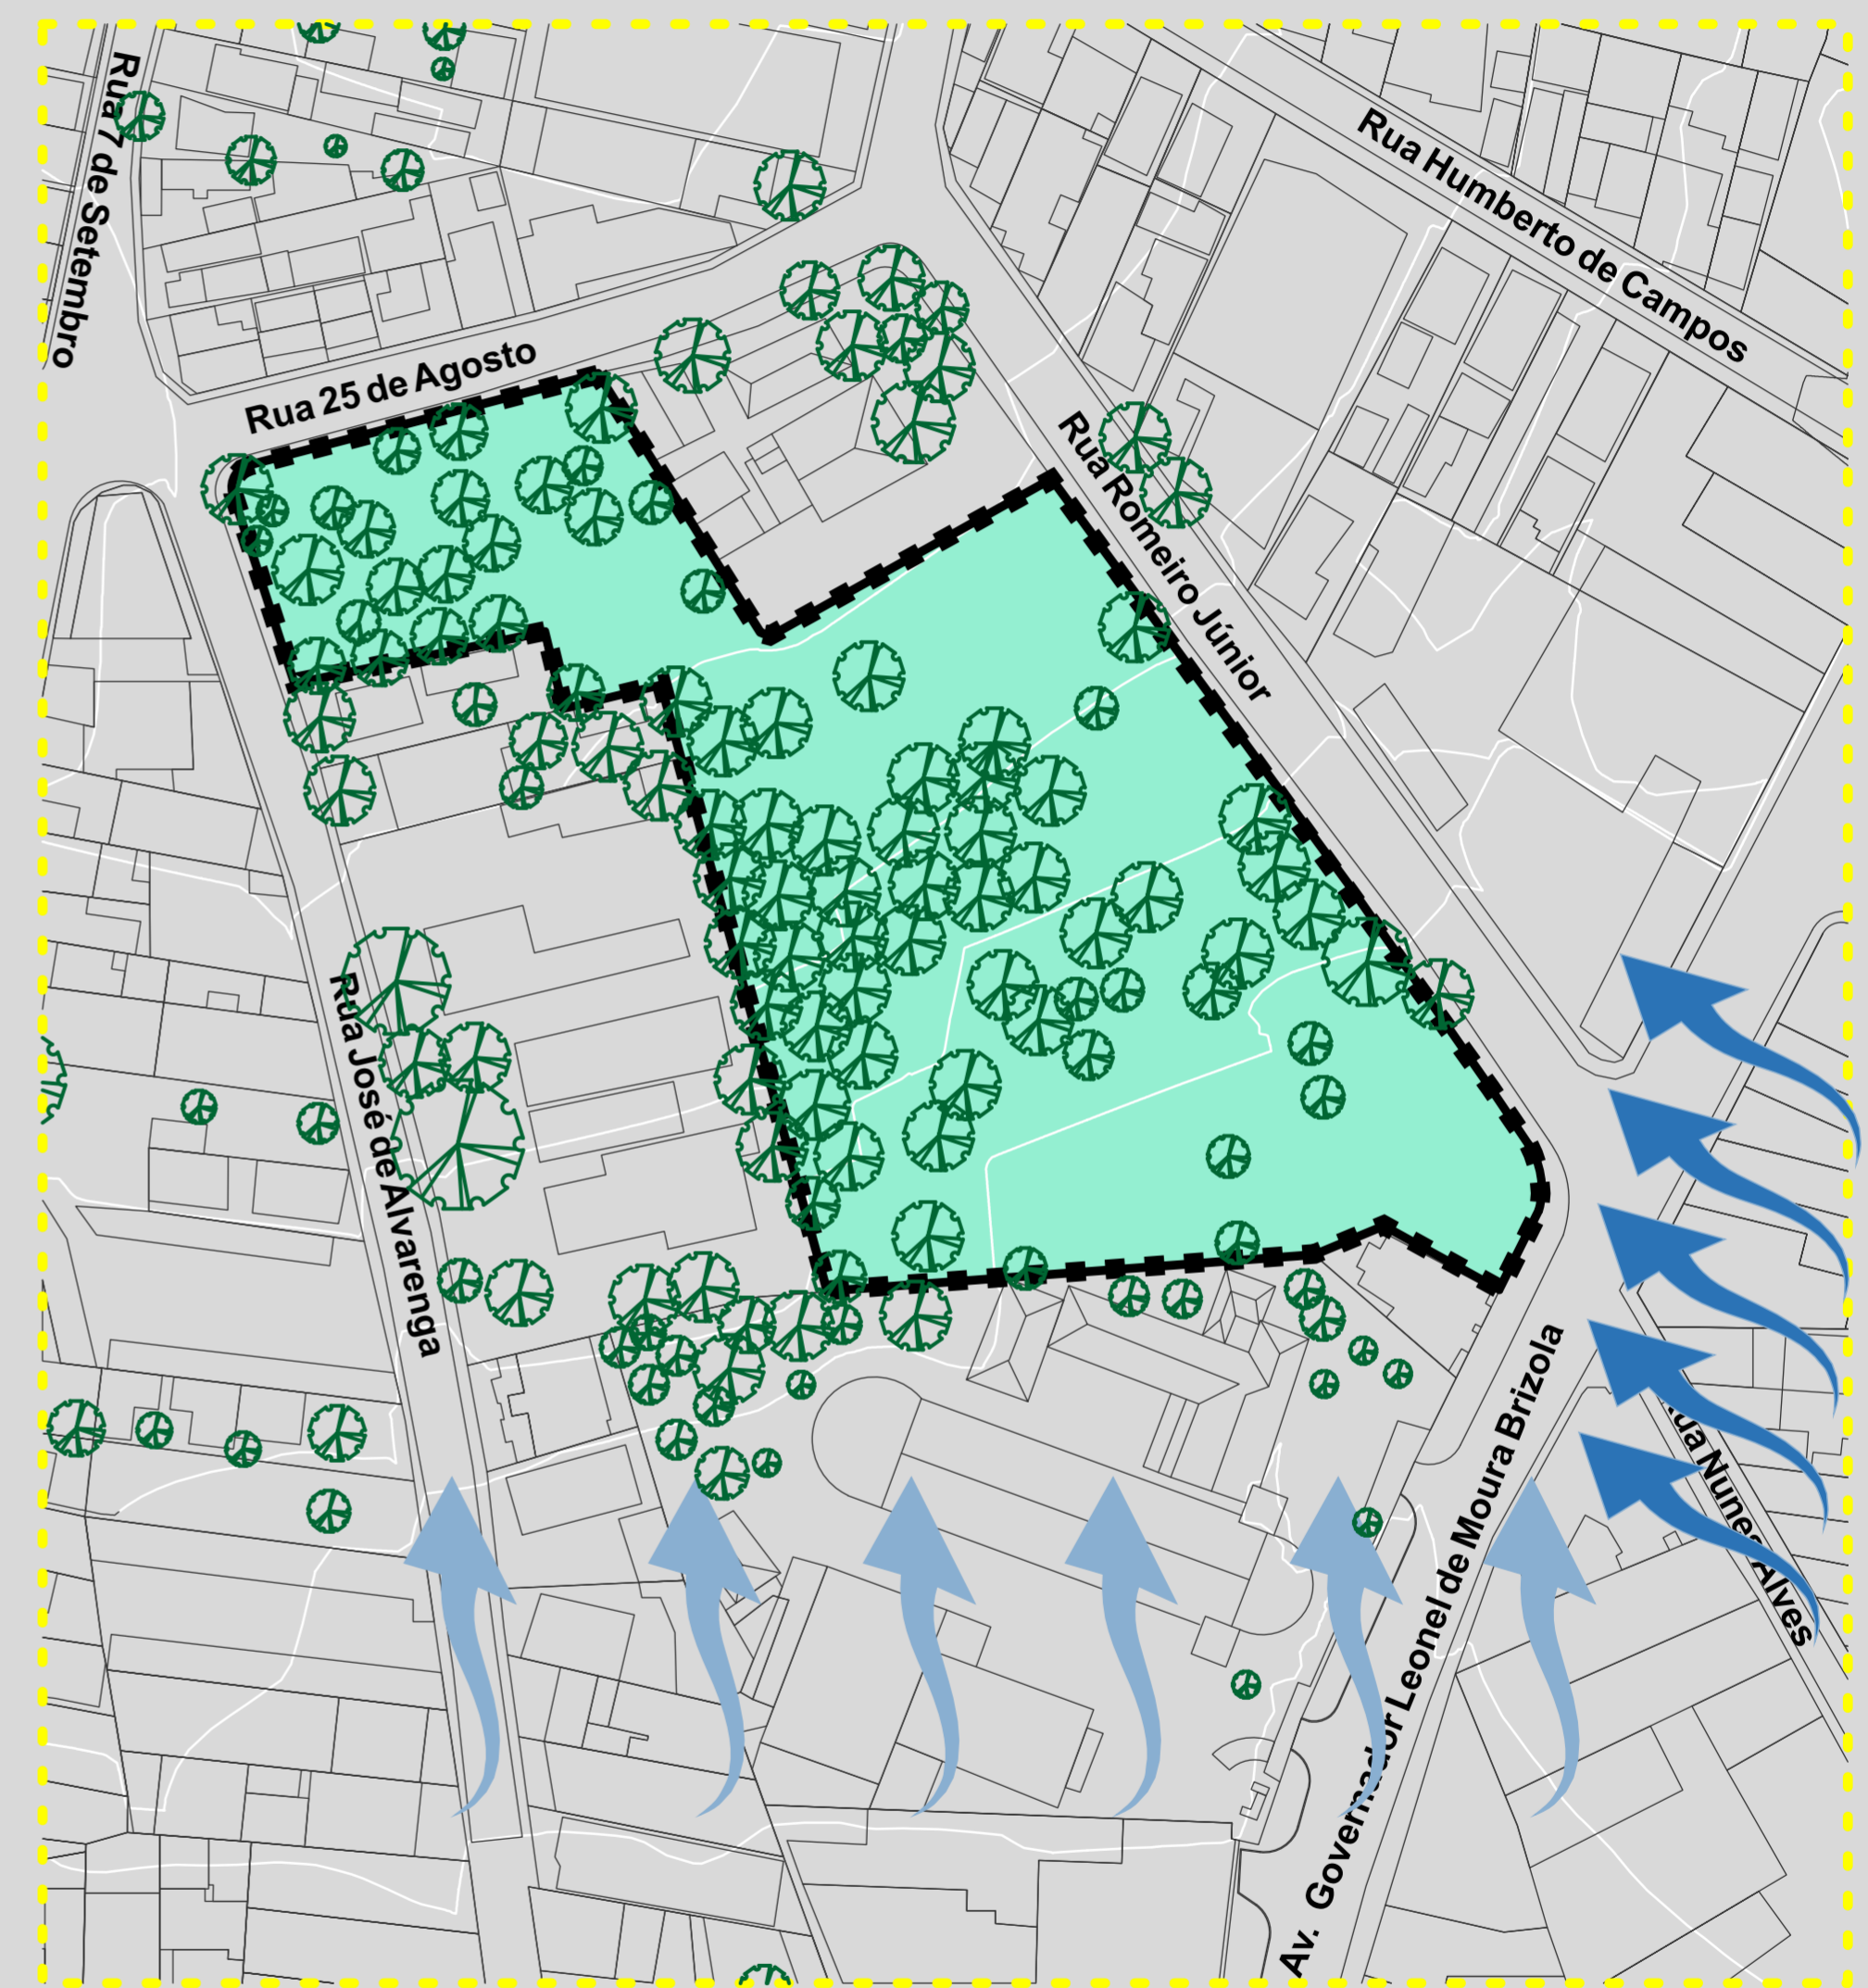 Rua 7 de Setembro
Rua Humberto de Campos
Rua 25 de Agosto
Rua Romeiro Júnior
Rua José de Alvarenga
Av. Governador Leonel de Moura Brizola
Nunes Alves